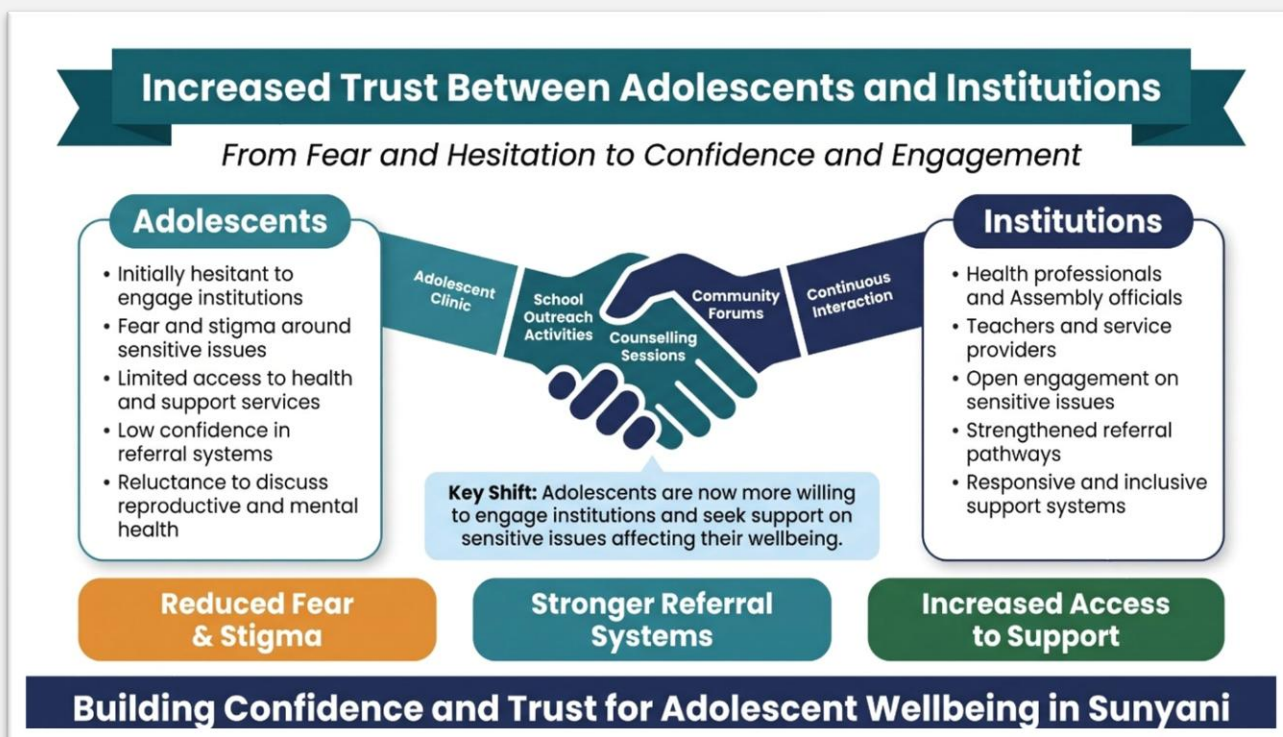 Increased Trust Between Adolescents and Institutions
From Fear and Hesitation to Confidence and Engagement
Adolescents
• Initially hesitant to
engage institutions
• Fear and stigma around
sensitive issues
• Limited access to health
and support services
• Low confidence in
referral systems
• Reluctance to discuss
reproductive and mental
health
Adolescent
Clinic
School
Outreach
Activities
Counselling
Sessions
Community
Forums
Continuous
Interaction
Key Shift: Adolescents are now more willing
to engage institutions and seek support on
sensitive issues affecting their wellbeing.
Institutions
• Health professionals
and Assembly officials
• Teachers and service
providers
• Open engagement on
sensitive issues
• Strengthened referral
pathways
• Responsive and inclusive
support systems
Reduced Fear
& Stigma
Stronger Referral
Systems
Increased Access
to Support
Building Confidence and Trust for Adolescent Wellbeing in Sunyani